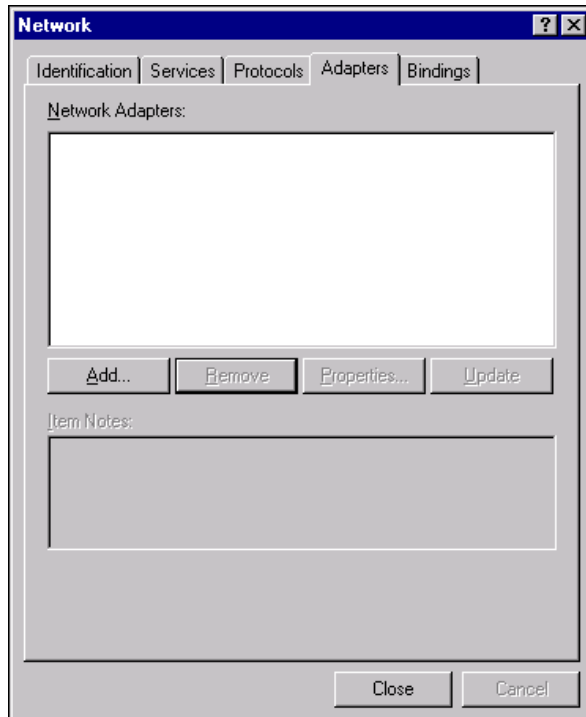 Network
Identification Services Protocols Adapters Bindings
Network Adapters:
Add... Remove Properties... Update
Item Notes:
Close Cancel